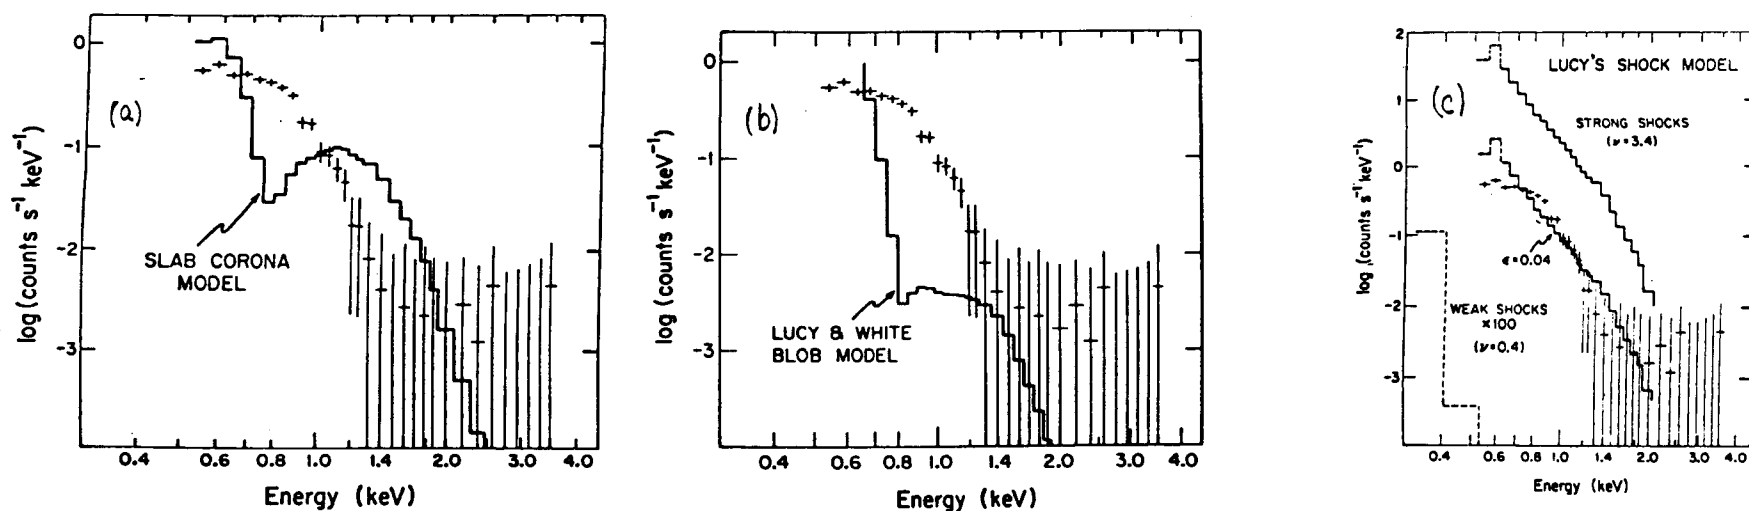 (a)
0
-1
-2
-3
log (counts s⁻¹ keV⁻¹)
SLAB CORONA
MODEL
0.4 0.6 0.8 1.0 1.4 2.0 3.0 4.0
Energy (keV)
(b)
0
-1
-2
-3
log (counts s⁻¹ keV⁻¹)
LUCY & WHITE
BLOB MODEL
0.4 0.6 0.8 1.0 1.4 2.0 3.0 4.0
Energy (keV)
(c)
2
1
0
-1
-2
-3
log (counts s⁻¹ keV⁻¹)
LUCY'S SHOCK MODEL
STRONG SHOCKS
(ν=3.4)
ϵ=0.04
WEAK SHOCKS
×100
(ν=0.4)
0.4 0.6 0.8 1.0 1.4 2.0 3.0 4.0
Energy (keV)